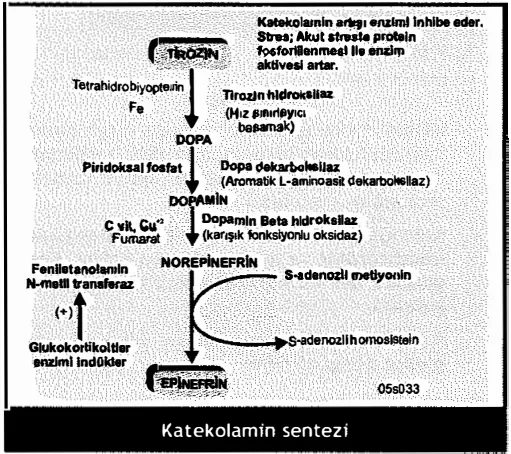 Katekolamin artışı enzimi inhibe eder.
Stres; Akut streste protein
fosforillenmesi ile enzim
aktivesi artar.
TİROZİN
Tetrahidrobiyopterin
Fe
Tirozin hidroksilaz
(Hız sınırlayıcı
basamak)
DOPA
Piridoksal fosfat
Dopa dekarboksilaz
(Aromatik L-aminoasit dekarboksilaz)
DOPAMİN
C vit, Cu⁺²
Fumarat
Dopamin Beta hidroksilaz
(karışık fonksiyonlu oksidaz)
NOREPİNEFRİN
Feniletanolamin
N-metil transferaz
S-adenozil metiyonin
(+)
Glukokortikoitler
enzimi indükler
S-adenozil homosistein
EPİNEFRİN
05s033
Katekolamin sentezi